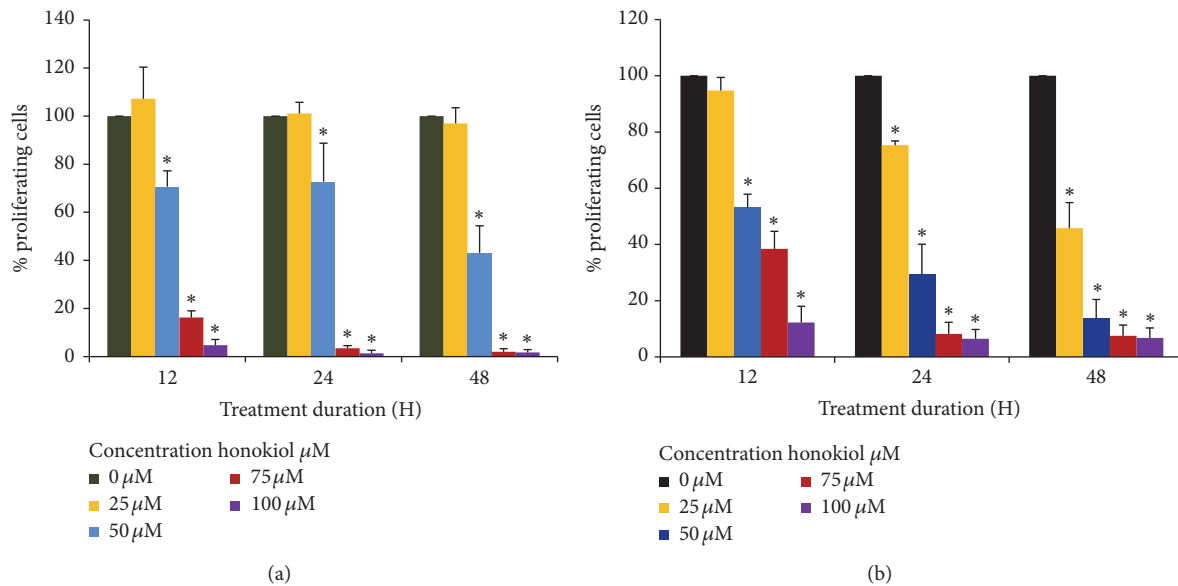 140
120
100
80
60
40
20
0
% proliferating cells
* * *
* * *
* * *
12 24 48
Treatment duration (H)
Concentration honokiol μM
0 μM 75 μM
25 μM 100 μM
50 μM
(a)
120
100
80
60
40
20
0
% proliferating cells
* * *
* * * *
* * * *
12 24 48
Treatment duration (H)
Concentration honokiol μM
0 μM 75 μM
25 μM 100 μM
50 μM
(b)